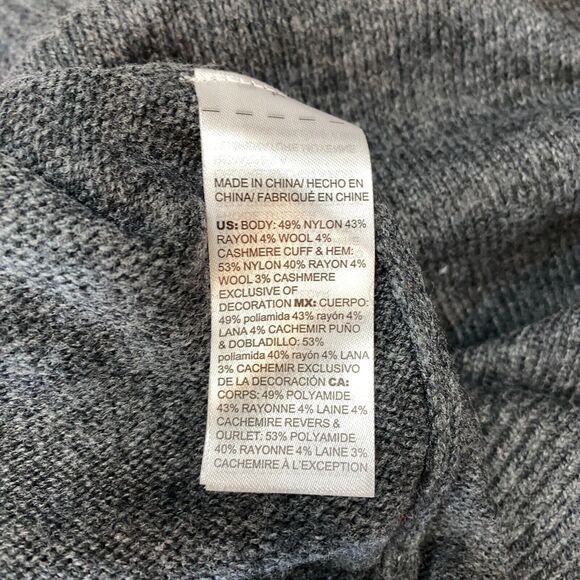 MADE IN CHINA/ HECHO EN
CHINA/ FABRIQUÉ EN CHINE
US: BODY: 49% NYLON 43%
RAYON 4% WOOL 4%
CASHMERE CUFF & HEM:
53% NYLON 40% RAYON 4%
WOOL 3% CASHMERE
EXCLUSIVE OF
DECORATION MX: CUERPO:
49% poliamida 43% rayón 4%
LANA 4% CACHEMIR PUÑO
& DOBLADILLO: 53%
poliamida 40% rayón 4% LANA
3% CACHEMIR EXCLUSIVO
DE LA DECORACIÓN CA:
CORPS: 49% POLYAMIDE
43% RAYONNE 4% LAINE 4%
CACHEMIRE REVERS &
OURLET: 53% POLYAMIDE
40% RAYONNE 4% LAINE 3%
CACHEMIRE À L'EXCEPTION